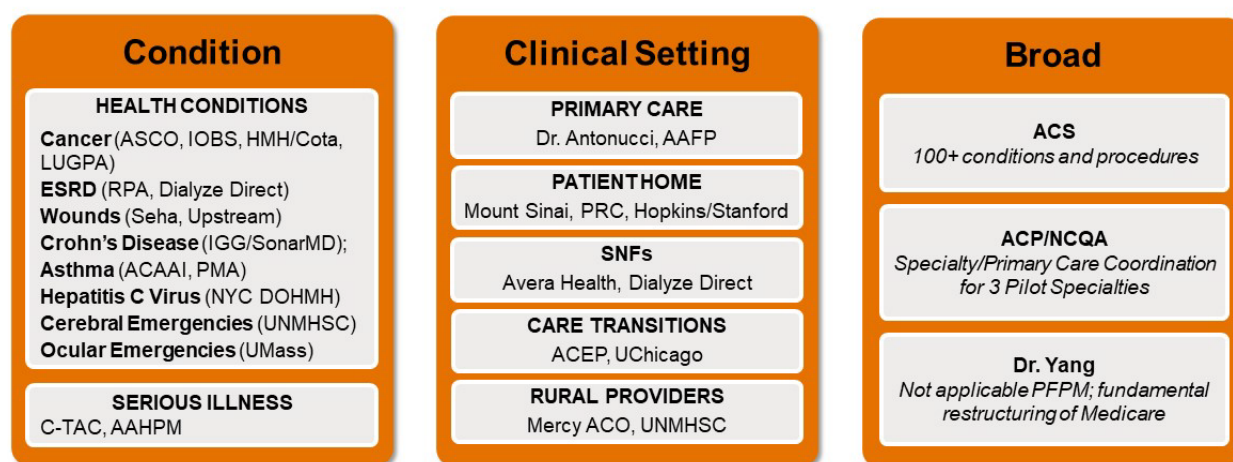 Condition
HEALTH CONDITIONS
Cancer (ASCO, IOBS, HMH/Cota,
LUGPA)
ESRD (RPA, Dialyze Direct)
Wounds (Seha, Upstream)
Crohn's Disease (IGG/SonarMD);
Asthma (ACAAI, PMA)
Hepatitis C Virus (NYC DOHMH)
Cerebral Emergencies (UNMHSC)
Ocular Emergencies (UMass)
SERIOUS ILLNESS
C-TAC, AAHPM
Clinical Setting
PRIMARY CARE
Dr. Antonucci, AAFP
PATIENT HOME
Mount Sinai, PRC, Hopkins/Stanford
SNFs
Avera Health, Dialyze Direct
CARE TRANSITIONS
ACEP, UChicago
RURAL PROVIDERS
Mercy ACO, UNMHSC
Broad
ACS
100+ conditions and procedures
ACP/NCQA
Specialty/Primary Care Coordination
for 3 Pilot Specialties
Dr. Yang
Not applicable PFPM; fundamental
restructuring of Medicare